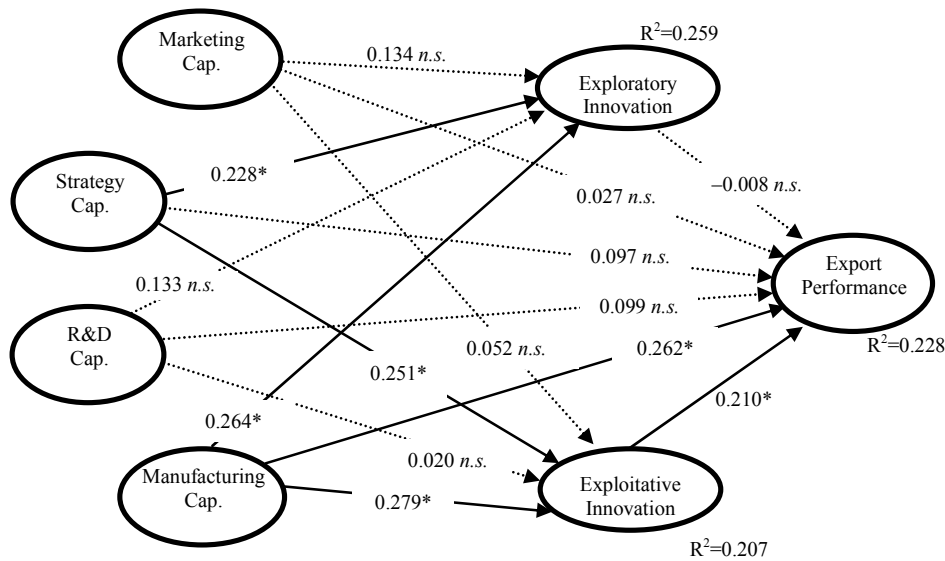 R²=0.259
Marketing
Cap.
0.134 n.s.
Exploratory
Innovation
Strategy
Cap.
0.228*
–0.008 n.s.
0.027 n.s.
0.097 n.s.
Export
Performance
0.133 n.s.
0.099 n.s.
R&D
Cap.
0.052 n.s.
0.262*
R²=0.228
0.251*
0.210*
0.264*
0.020 n.s.
Manufacturing
Cap.
0.279*
Exploitative
Innovation
R²=0.207